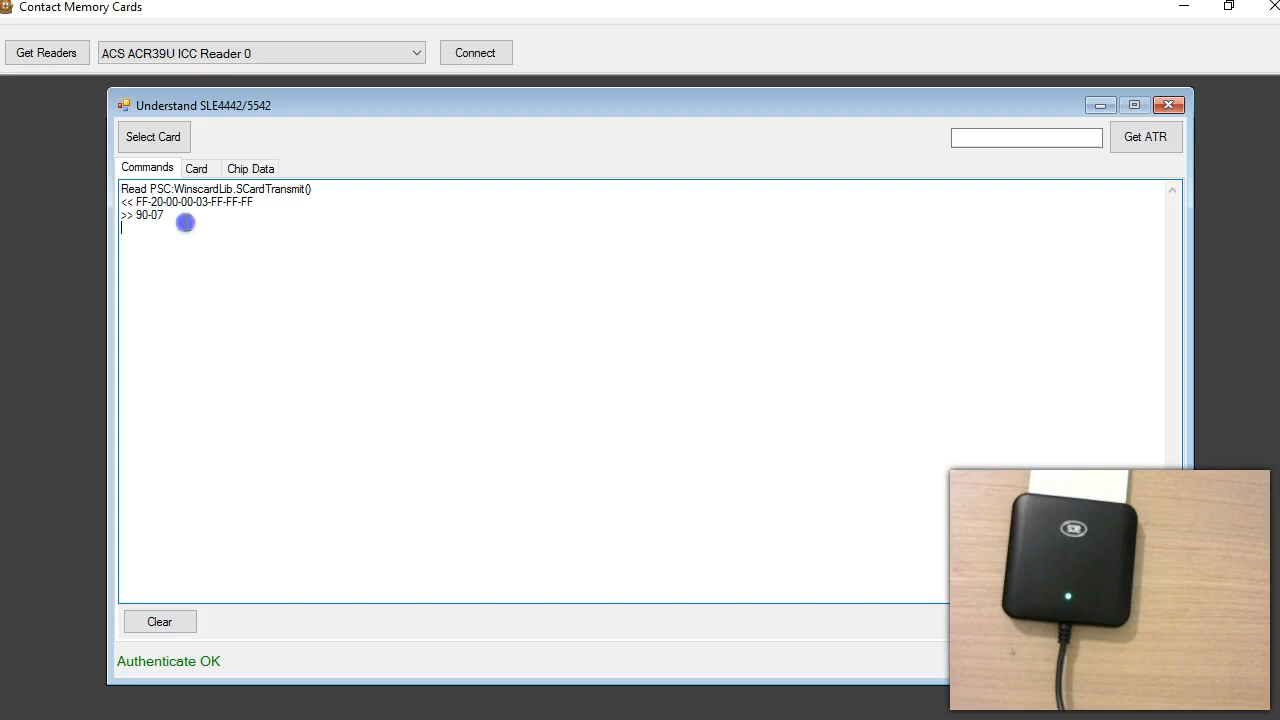 Contact Memory Cards
Get Readers
ACS ACR39U ICC Reader 0
Connect
Understand SLE4442/5542
Select Card
Get ATR
Commands
Card
Chip Data
Read PSC:WinscardLib.SCardTransmit()
<< FF-20-00-00-03-FF-FF-FF
>> 90-07
Clear
Authenticate OK
ACS